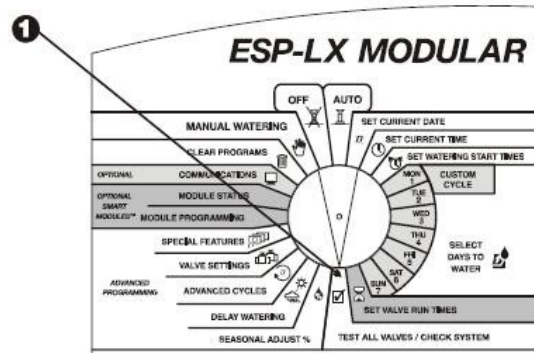 1
ESP-LX MODULAR
OFF
AUTO
MANUAL WATERING
SET CURRENT DATE
CLEAR PROGRAMS
SET CURRENT TIME
SET WATERING START TIMES
OPTIONAL
COMMUNICATIONS
MON
1
CUSTOM
CYCLE
OPTIONAL
SMART
MODULES™
MODULE STATUS
TUE
2
MODULE PROGRAMMING
WED
3
SPECIAL FEATURES
THU
4
SELECT
DAYS TO
WATER
VALVE SETTINGS
FRI
5
ADVANCED
PROGRAMMING
ADVANCED CYCLES
SAT
6
SUN
7
DELAY WATERING
SET VALVE RUN TIMES
SEASONAL ADJUST %
TEST ALL VALVES / CHECK SYSTEM